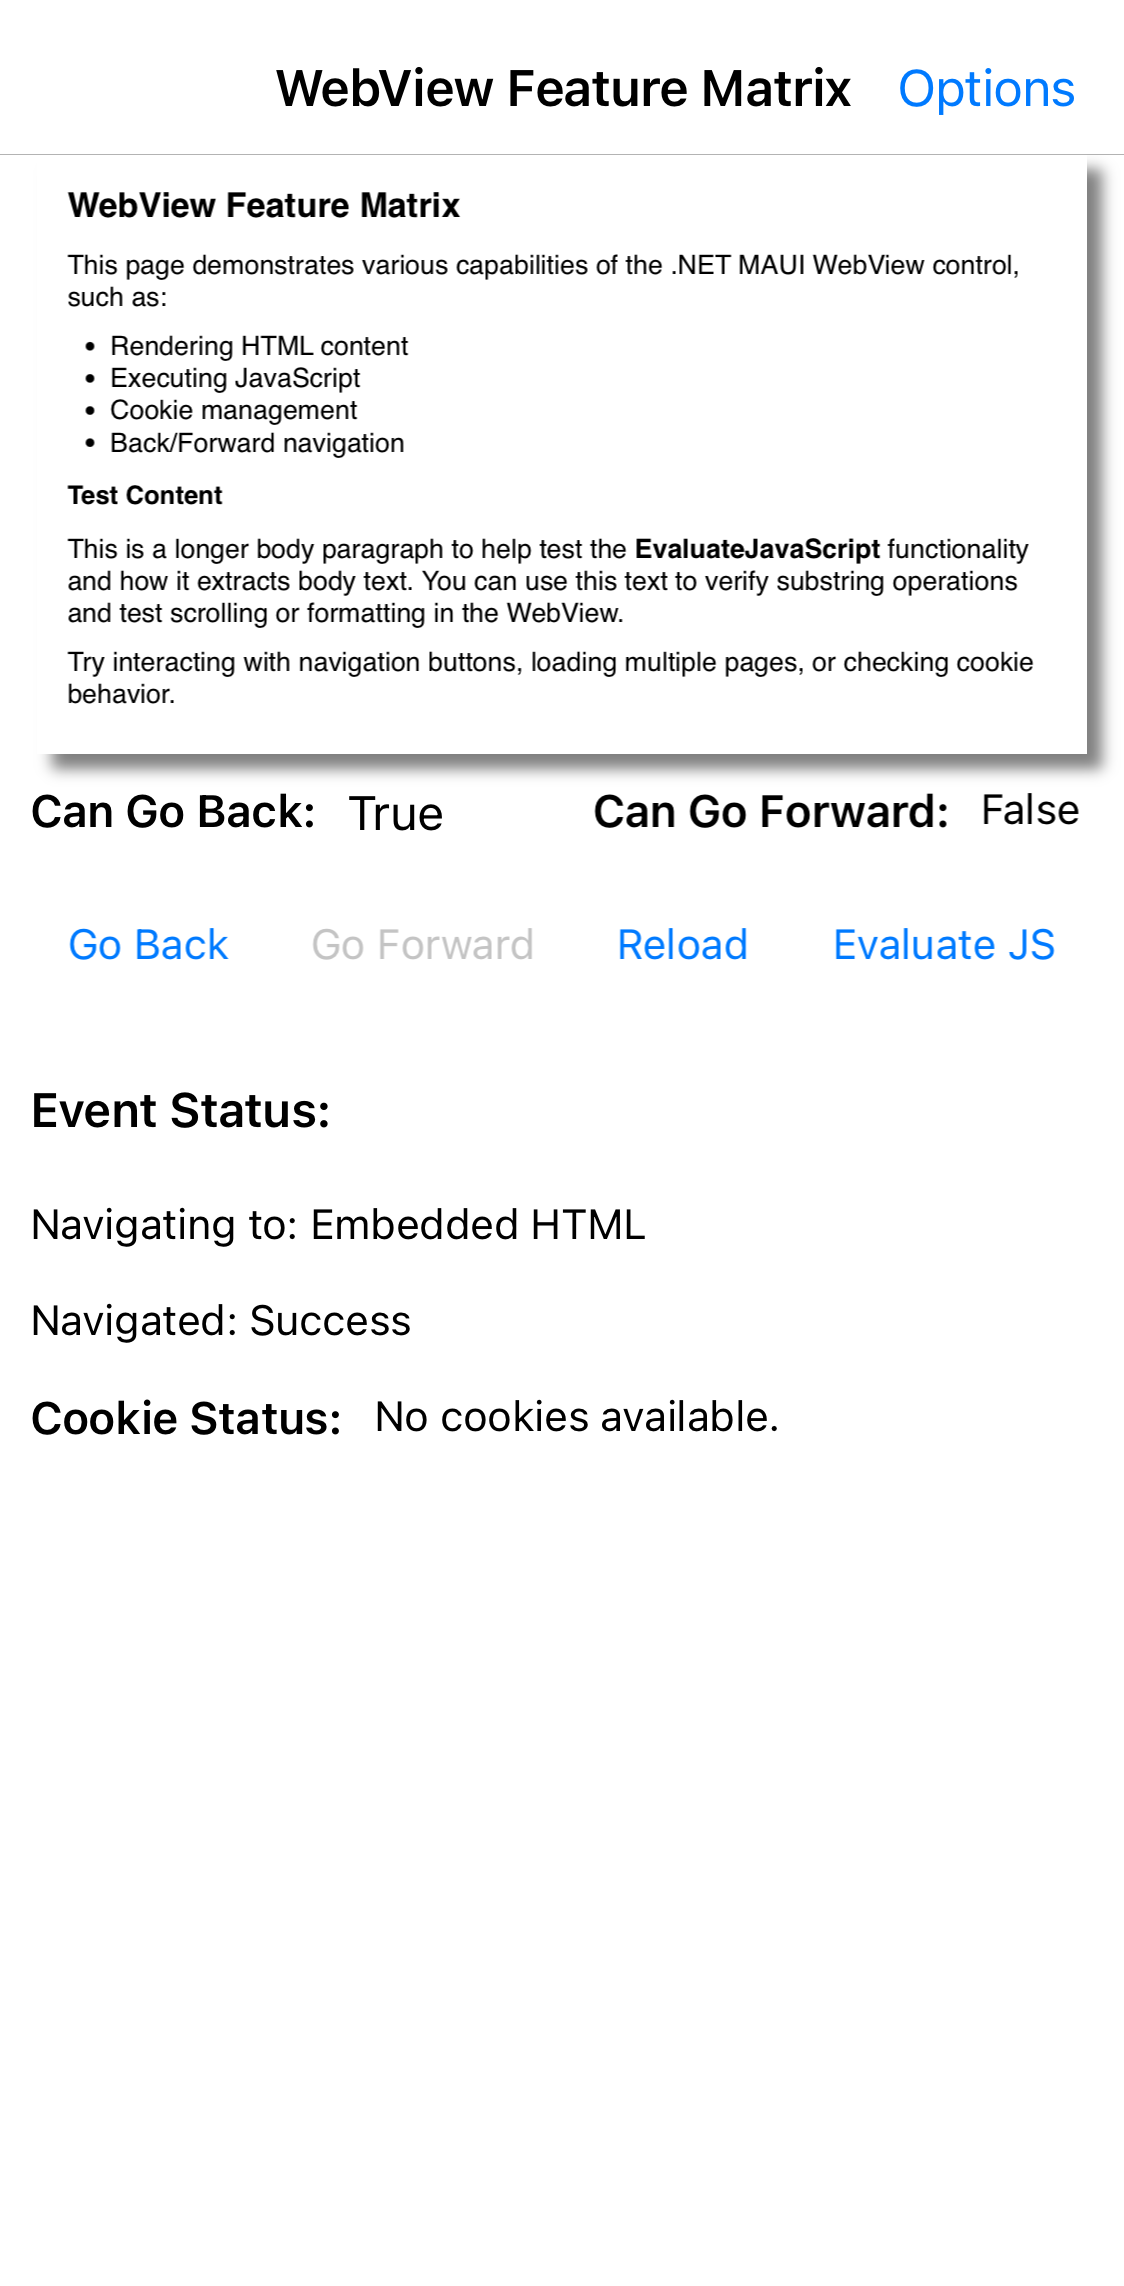 WebView Feature Matrix Options
WebView Feature Matrix
This page demonstrates various capabilities of the .NET MAUI WebView control,
such as:
• Rendering HTML content
• Executing JavaScript
• Cookie management
• Back/Forward navigation
Test Content
This is a longer body paragraph to help test the EvaluateJavaScript functionality
and how it extracts body text. You can use this text to verify substring operations
and test scrolling or formatting in the WebView.
Try interacting with navigation buttons, loading multiple pages, or checking cookie
behavior.
Can Go Back: True Can Go Forward: False
Go Back Go Forward Reload Evaluate JS
Event Status:
Navigating to: Embedded HTML
Navigated: Success
Cookie Status: No cookies available.